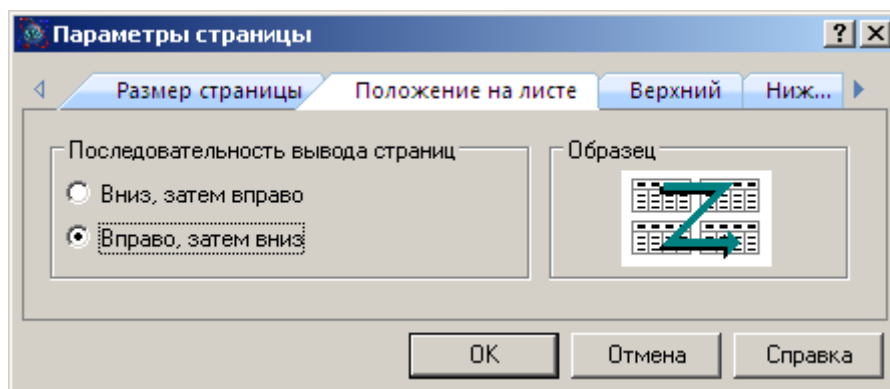 Параметры страницы
Размер страницы Положение на листе Верхний Ниж...
Последовательность вывода страниц
Вниз, затем вправо
Вправо, затем вниз
Образец
OK Отмена Справка